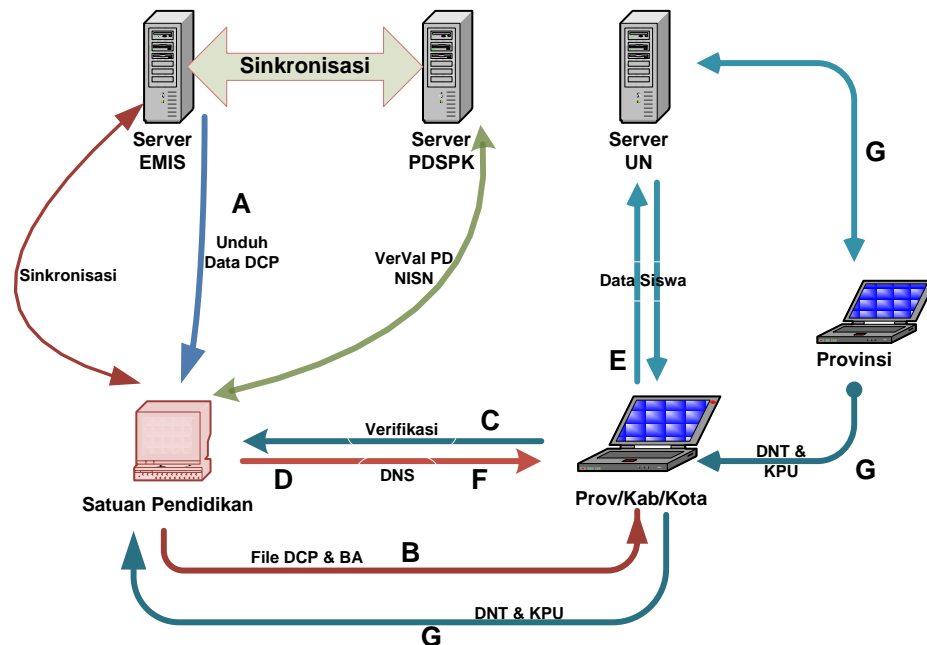 Sinkronisasi
Server
EMIS
Server
PDSPK
Server
UN
G
A
Unduh
Data DCP
Sinkronisasi
VerVal PD
NISN
Data Siswa
E
Provinsi
Verifikasi
C
D
DNS
F
DNT &
KPU
G
Satuan Pendidikan
Prov/Kab/Kota
File DCP & BA
B
DNT & KPU
G